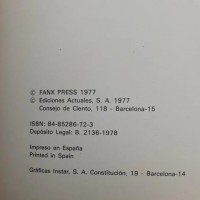 © FANX PRESS 1977
© Ediciones Actuales, S. A. 1977
Consejo de Ciento, 118 - Barcelona-15
ISBN: 84-85286-72-3
Depósito Legal: B. 2136-1978
Impreso en España
Printed in Spain
Gráficas Instar, S. A. Constitución, 19 - Barcelona-14